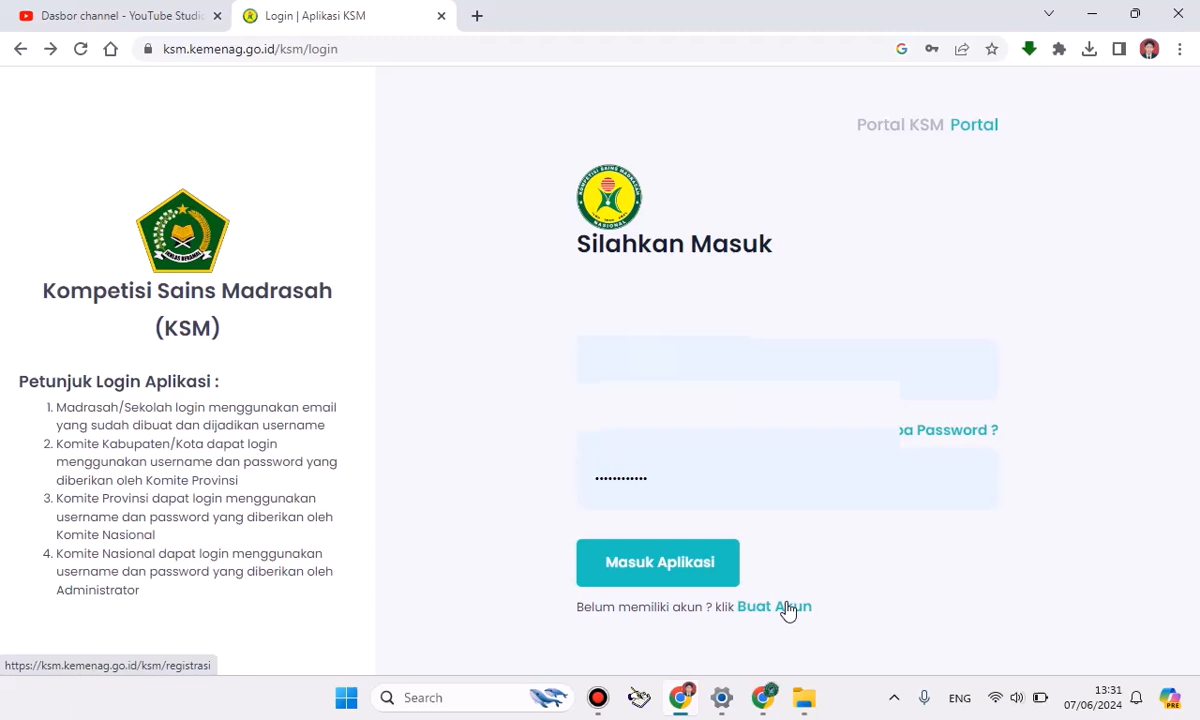 Dasbor channel - YouTube Studio
Login | Aplikasi KSM
ksm.kemenag.go.id/ksm/login
Portal KSM Portal
Silahkan Masuk
Kompetisi Sains Madrasah
(KSM)
Petunjuk Login Aplikasi :
1. Madrasah/Sekolah login menggunakan email
yang sudah dibuat dan dijadikan username
2. Komite Kabupaten/Kota dapat login
menggunakan username dan password yang
diberikan oleh Komite Provinsi
3. Komite Provinsi dapat login menggunakan
username dan password yang diberikan oleh
Komite Nasional
4. Komite Nasional dapat login menggunakan
username dan password yang diberikan oleh
Administrator
pa Password ?
••••••••••••
Masuk Aplikasi
Belum memiliki akun ? klik Buat Akun
https://ksm.kemenag.go.id/ksm/registrasi
Search
ENG
13:31
07/06/2024
PRE